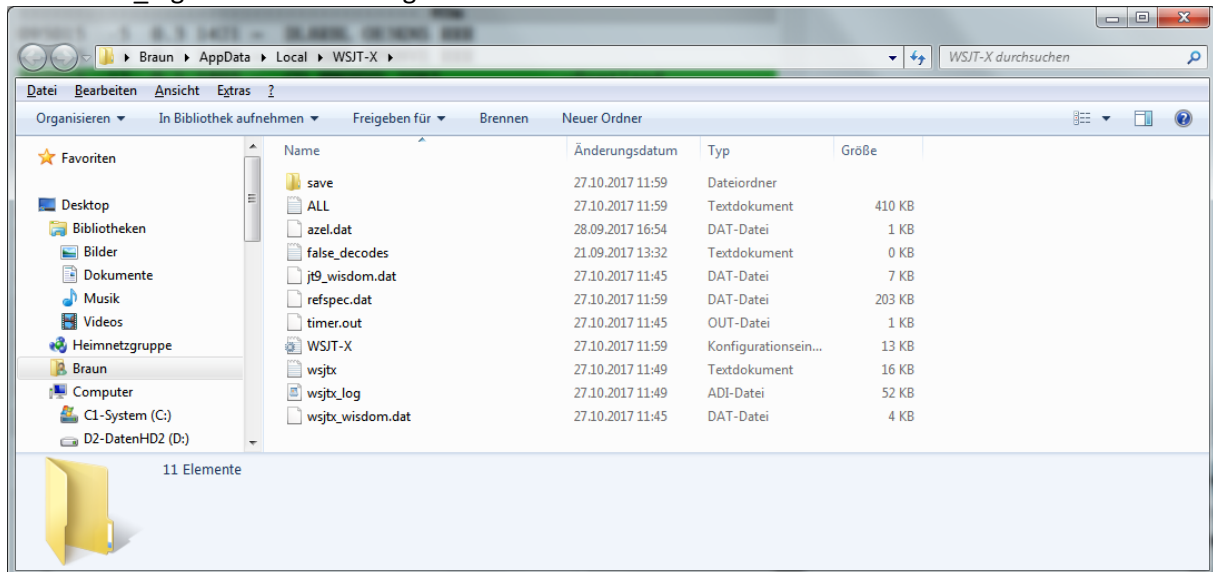 Braun ▸ AppData ▸ Local ▸ WSJT-X ▸ WSJT-X durchsuchen
Datei Bearbeiten Ansicht Extras ?
Organisieren In Bibliothek aufnehmen Freigeben für Brennen Neuer Ordner
Favoriten
Desktop
Bibliotheken
Bilder
Dokumente
Musik
Videos
Heimnetzgruppe
Braun
Computer
C1-System (C:)
D2-DatenHD2 (D:)
Name Änderungsdatum Typ Größe
save 27.10.2017 11:59 Dateiordner
ALL 27.10.2017 11:59 Textdokument 410 KB
azel.dat 28.09.2017 16:54 DAT-Datei 1 KB
false_decodes 21.09.2017 13:32 Textdokument 0 KB
jt9_wisdom.dat 27.10.2017 11:45 DAT-Datei 7 KB
refspec.dat 27.10.2017 11:59 DAT-Datei 203 KB
timer.out 27.10.2017 11:45 OUT-Datei 1 KB
WSJT-X 27.10.2017 11:59 Konfigurationsein... 13 KB
wsjtx 27.10.2017 11:49 Textdokument 16 KB
wsjtx_log 27.10.2017 11:49 ADI-Datei 52 KB
wsjtx_wisdom.dat 27.10.2017 11:45 DAT-Datei 4 KB
11 Elemente